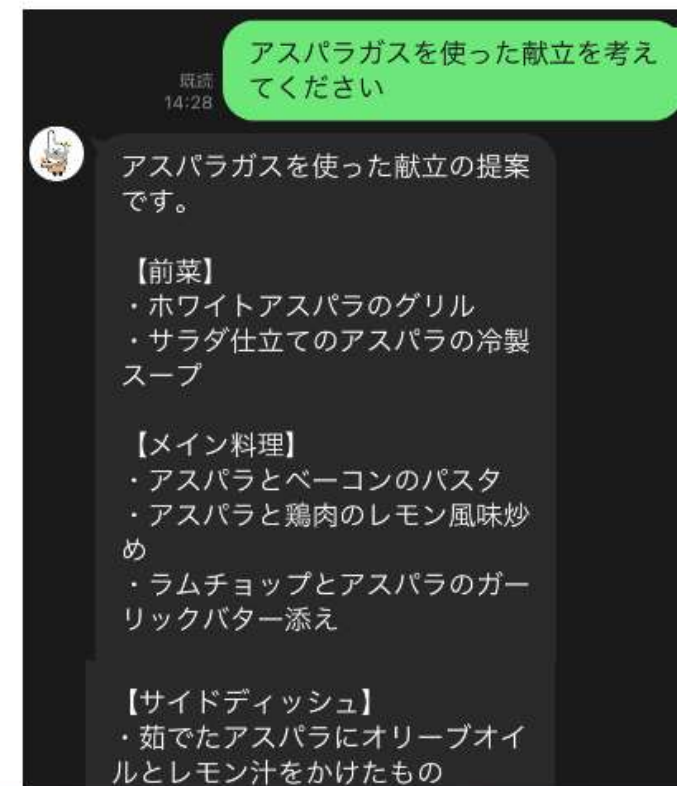 アスパラガスを使った献立を考え
てください
既読
14:28
アスパラガスを使った献立の提案
です。
【前菜】
・ホワイトアスパラのグリル
・サラダ仕立てのアスパラの冷製
スープ
【メイン料理】
・アスパラとベーコンのパスタ
・アスパラと鶏肉のレモン風味炒
め
・ラムチョップとアスパラのガー
リックバター添え
【サイドディッシュ】
・茹でたアスパラにオリーブオイ
ルとレモン汁をかけたもの